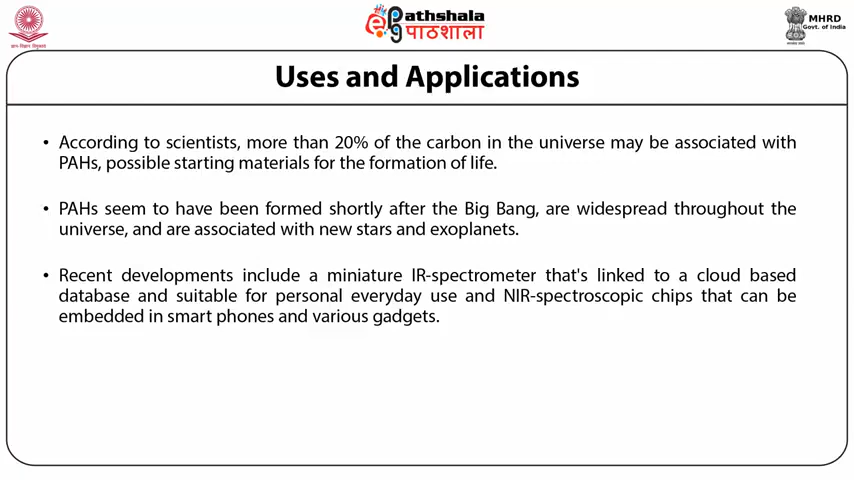 ePG Pathshala
पाठशाला
MHRD
Govt. of India
Uses and Applications
• According to scientists, more than 20% of the carbon in the universe may be associated with
PAHs, possible starting materials for the formation of life.
• PAHs seem to have been formed shortly after the Big Bang, are widespread throughout the
universe, and are associated with new stars and exoplanets.
• Recent developments include a miniature IR-spectrometer that's linked to a cloud based
database and suitable for personal everyday use and NIR-spectroscopic chips that can be
embedded in smart phones and various gadgets.